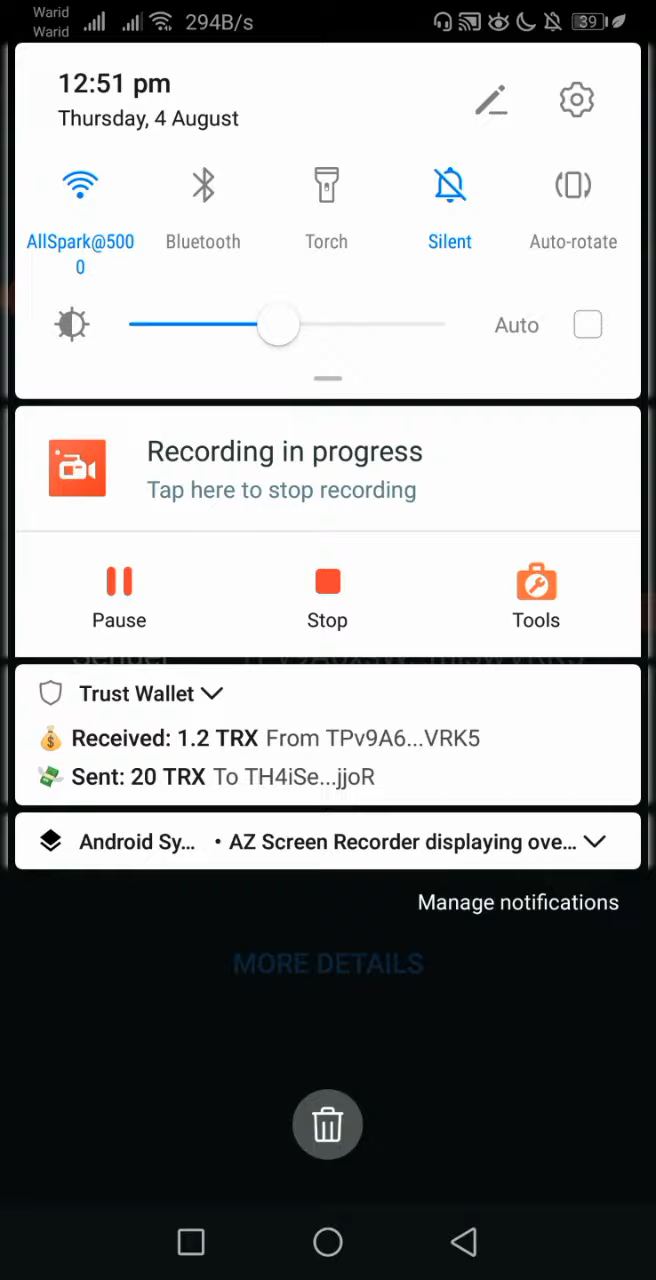 Warid
Warid
294B/s
39
12:51 pm
Thursday, 4 August
AllSpark@500
0
Bluetooth
Torch
Silent
Auto-rotate
Auto
Recording in progress
Tap here to stop recording
Pause
Stop
Tools
Trust Wallet
Received: 1.2 TRX From TPv9A6...VRK5
Sent: 20 TRX To TH4iSe...jjoR
Android Sy... • AZ Screen Recorder displaying ove...
Manage notifications
MORE DETAILS